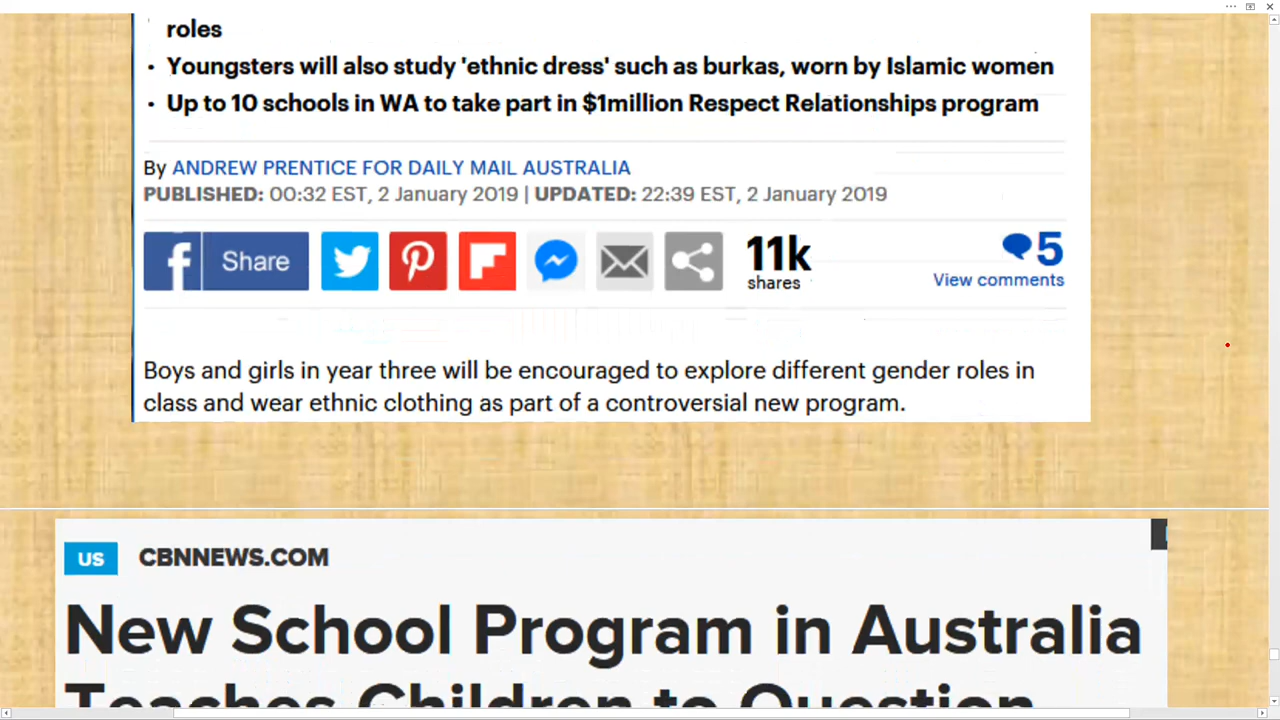 roles
• Youngsters will also study 'ethnic dress' such as burkas, worn by Islamic women
• Up to 10 schools in WA to take part in $1million Respect Relationships program
By ANDREW PRENTICE FOR DAILY MAIL AUSTRALIA
PUBLISHED: 00:32 EST, 2 January 2019 | UPDATED: 22:39 EST, 2 January 2019
f Share
11k
shares
5
View comments
Boys and girls in year three will be encouraged to explore different gender roles in
class and wear ethnic clothing as part of a controversial new program.
US CBNNEWS.COM
New School Program in Australia
Teaches Children to Question